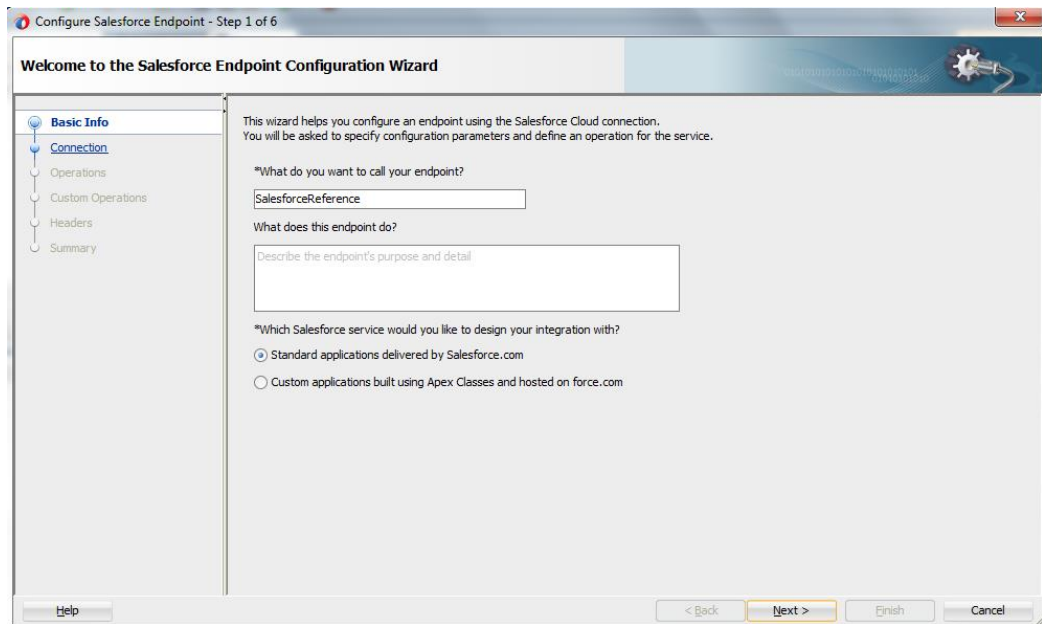 Configure Salesforce Endpoint - Step 1 of 6
Welcome to the Salesforce Endpoint Configuration Wizard
Basic Info
Connection
Operations
Custom Operations
Headers
Summary
This wizard helps you configure an endpoint using the Salesforce Cloud connection.
You will be asked to specify configuration parameters and define an operation for the service.
*What do you want to call your endpoint?
SalesforceReference
What does this endpoint do?
Describe the endpoint's purpose and detail
*Which Salesforce service would you like to design your integration with?
Standard applications delivered by Salesforce.com
Custom applications built using Apex Classes and hosted on force.com
Help
< Back
Next >
Finish
Cancel